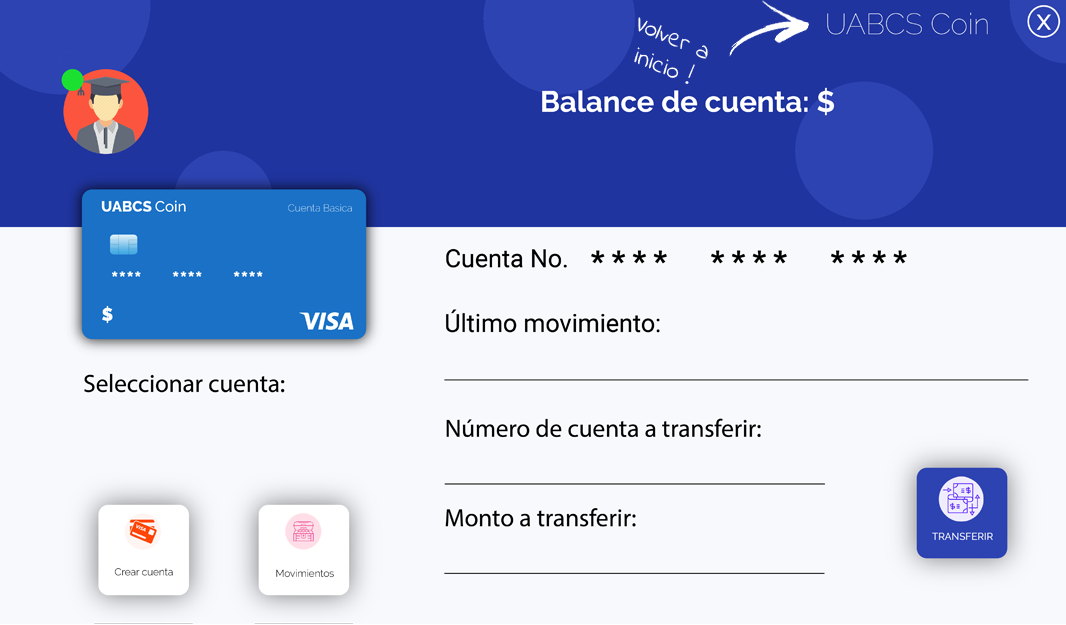 UABCS Coin
X
volver a
inicio !
Balance de cuenta: $
UABCS Coin
Cuenta Basica
**** **** ****
$
VISA
Cuenta No. **** **** ****
Último movimiento:
Seleccionar cuenta:
Número de cuenta a transferir:
Monto a transferir:
VISA
Crear cuenta
Movimientos
$
$
TRANSFERIR